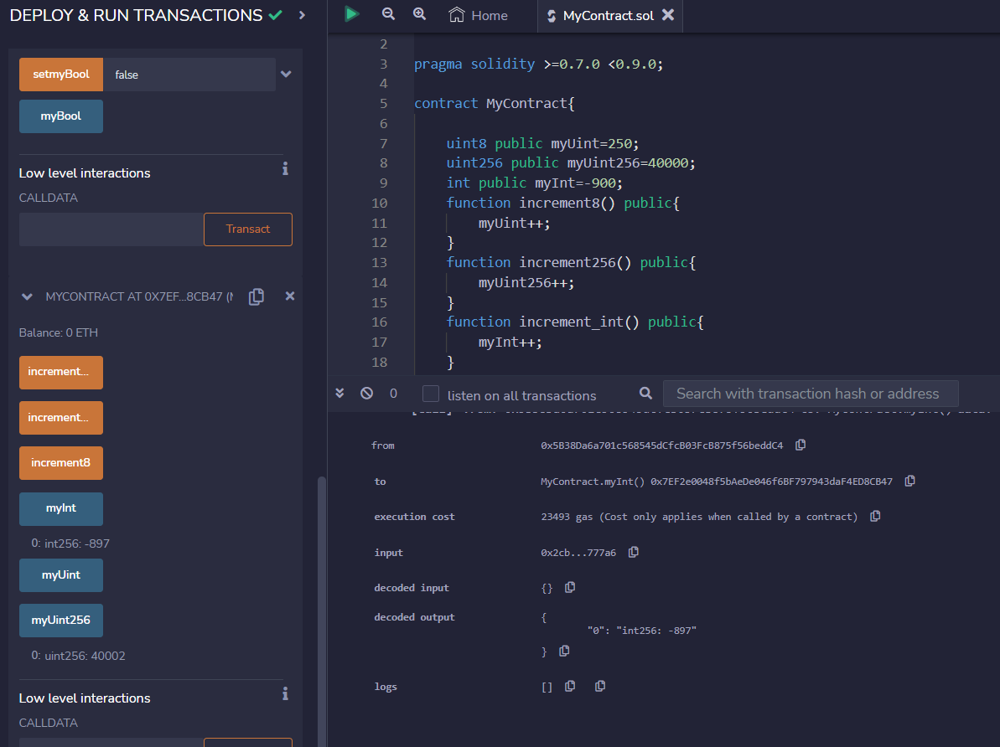 DEPLOY & RUN TRANSACTIONS
setmyBool
false
myBool
Low level interactions
CALLDATA
Transact
MYCONTRACT AT 0X7EF...8CB47
Balance: 0 ETH
increment...
increment...
increment8
myInt
0: int256: -897
myUint
myUint256
0: uint256: 40002
Low level interactions
CALLDATA
Home
MyContract.sol
2
3 pragma solidity >=0.7.0 <0.9.0;
4
5 contract MyContract{
6
7 uint8 public myUint=250;
8 uint256 public myUint256=40000;
9 int public myInt=-900;
10 function increment8() public{
11 myUint++;
12 }
13 function increment256() public{
14 myUint256++;
15 }
16 function increment_int() public{
17 myInt++;
18 }
0
listen on all transactions
Search with transaction hash or address
from 0x5B38Da6a701c568545dCfcB03FcB875f56beddC4
to MyContract.myInt() 0x7EF2e0048f5bAeDe046f6BF797943daF4ED8CB47
execution cost 23493 gas (Cost only applies when called by a contract)
input 0x2cb...777a6
decoded input {}
decoded output {
"0": "int256: -897"
}
logs []